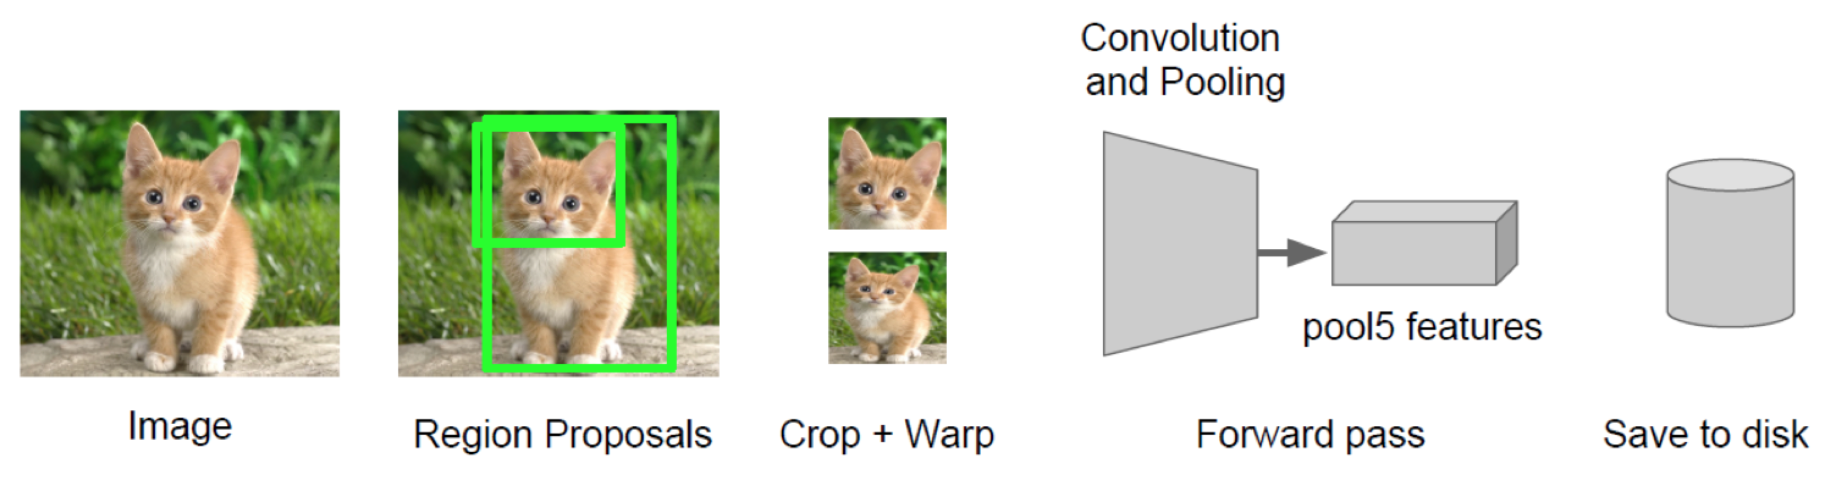 Convolution
and Pooling
pool5 features
Image
Region Proposals
Crop + Warp
Forward pass
Save to disk